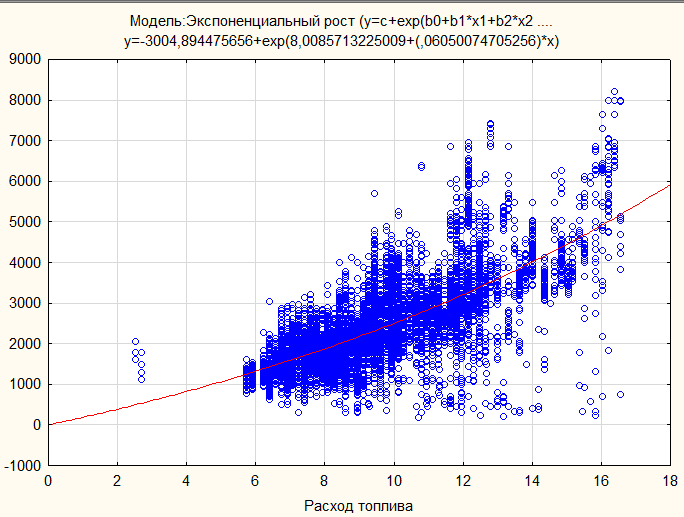 Модель:Экспоненциальный рост (y=c+exp(b0+b1*x1+b2*x2 ....
y=-3004,894475656+exp(8,0085713225009+(,06050074705256)*x)
9000
8000
7000
6000
5000
4000
3000
2000
1000
0
-1000
0 2 4 6 8 10 12 14 16 18
Расход топлива